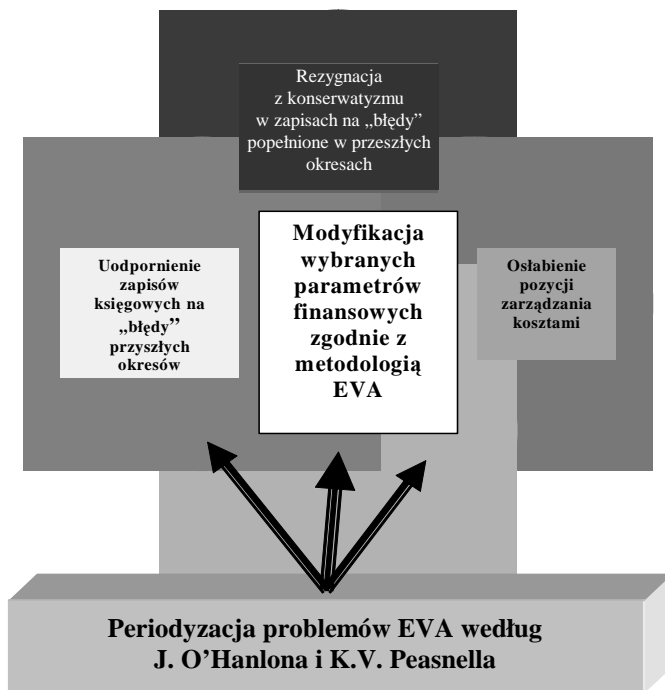 Rezygnacja
z konserwatyzmu
w zapisach na „błędy”
popełnione w przeszłych
okresach
Uodpornienie
zapisów
księgowych na
„błędy”
przyszłych
okresów
Modyfikacja
wybranych
parametrów
finansowych
zgodnie z
metodologią
EVA
Osłabienie
pozycji
zarządzania
kosztami
Periodyzacja problemów EVA według
J. O’Hanlona i K.V. Peasnella